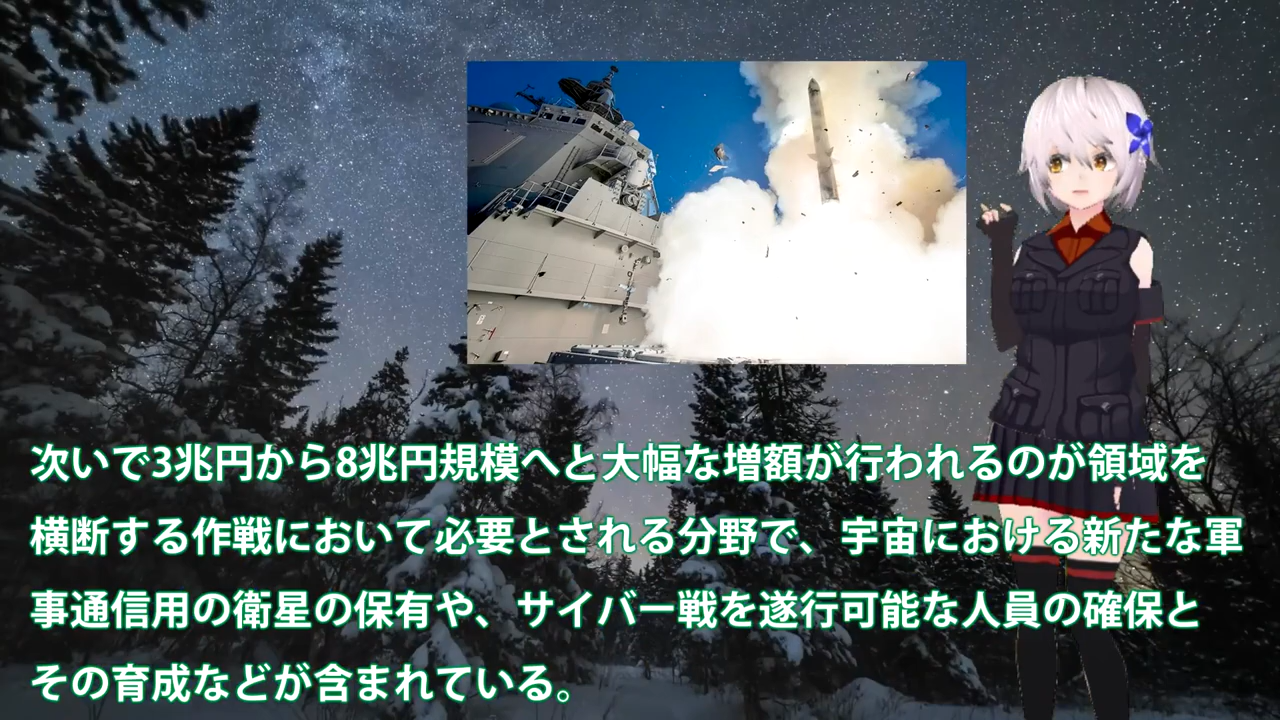 次いで3兆円から8兆円規模へと大幅な増額が行われるのが領域を
横断する作戦において必要とされる分野で、宇宙における新たな軍
事通信用の衛星の保有や、サイバー戦を遂行可能な人員の確保と
その育成などが含まれている。